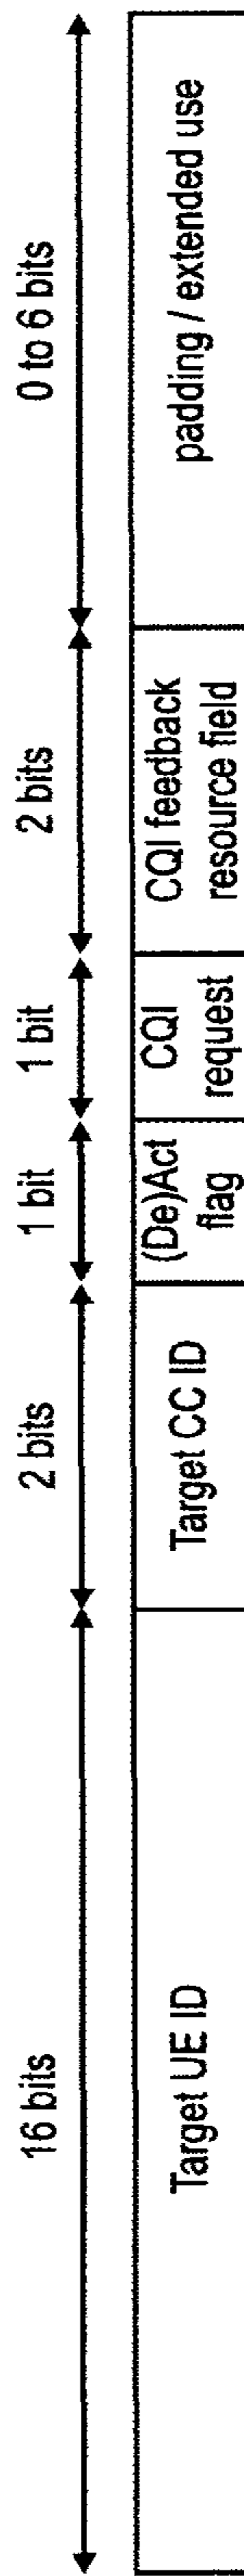 16 bits
2 bits
1 bit
1 bit
2 bits
0 to 6 bits
Target UE ID
Target CC ID
(De)Act
flag
CQI
request
CQI feedback
resource field
padding / extended use